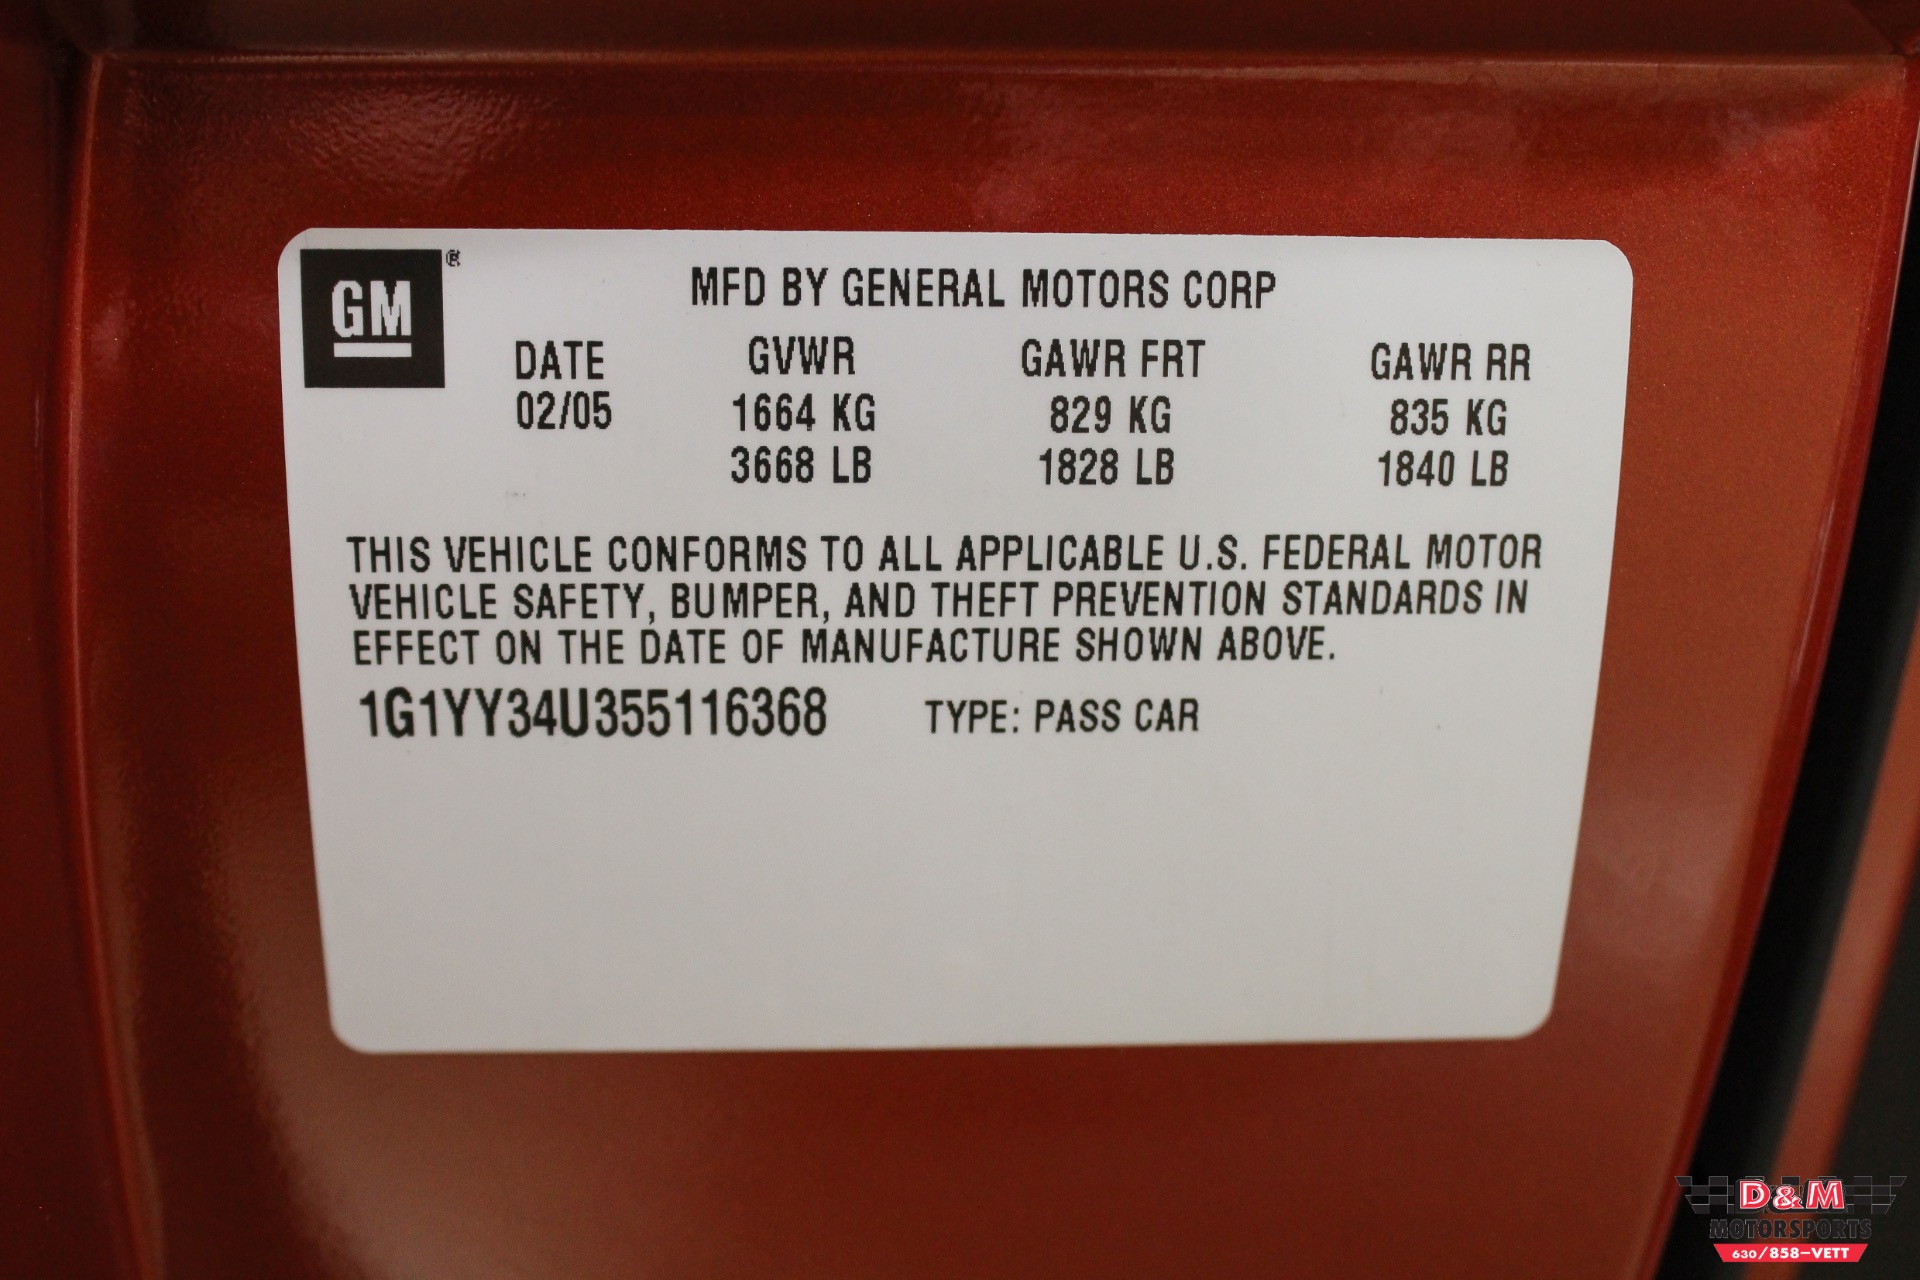 GM ®
MFD BY GENERAL MOTORS CORP
DATE GVWR GAWR FRT GAWR RR
02/05 1664 KG 829 KG 835 KG
3668 LB 1828 LB 1840 LB
THIS VEHICLE CONFORMS TO ALL APPLICABLE U.S. FEDERAL MOTOR
VEHICLE SAFETY, BUMPER, AND THEFT PREVENTION STANDARDS IN
EFFECT ON THE DATE OF MANUFACTURE SHOWN ABOVE.
1G1YY34U355116368 TYPE: PASS CAR
D&M
MOTORSPORTS
630/858-VETT